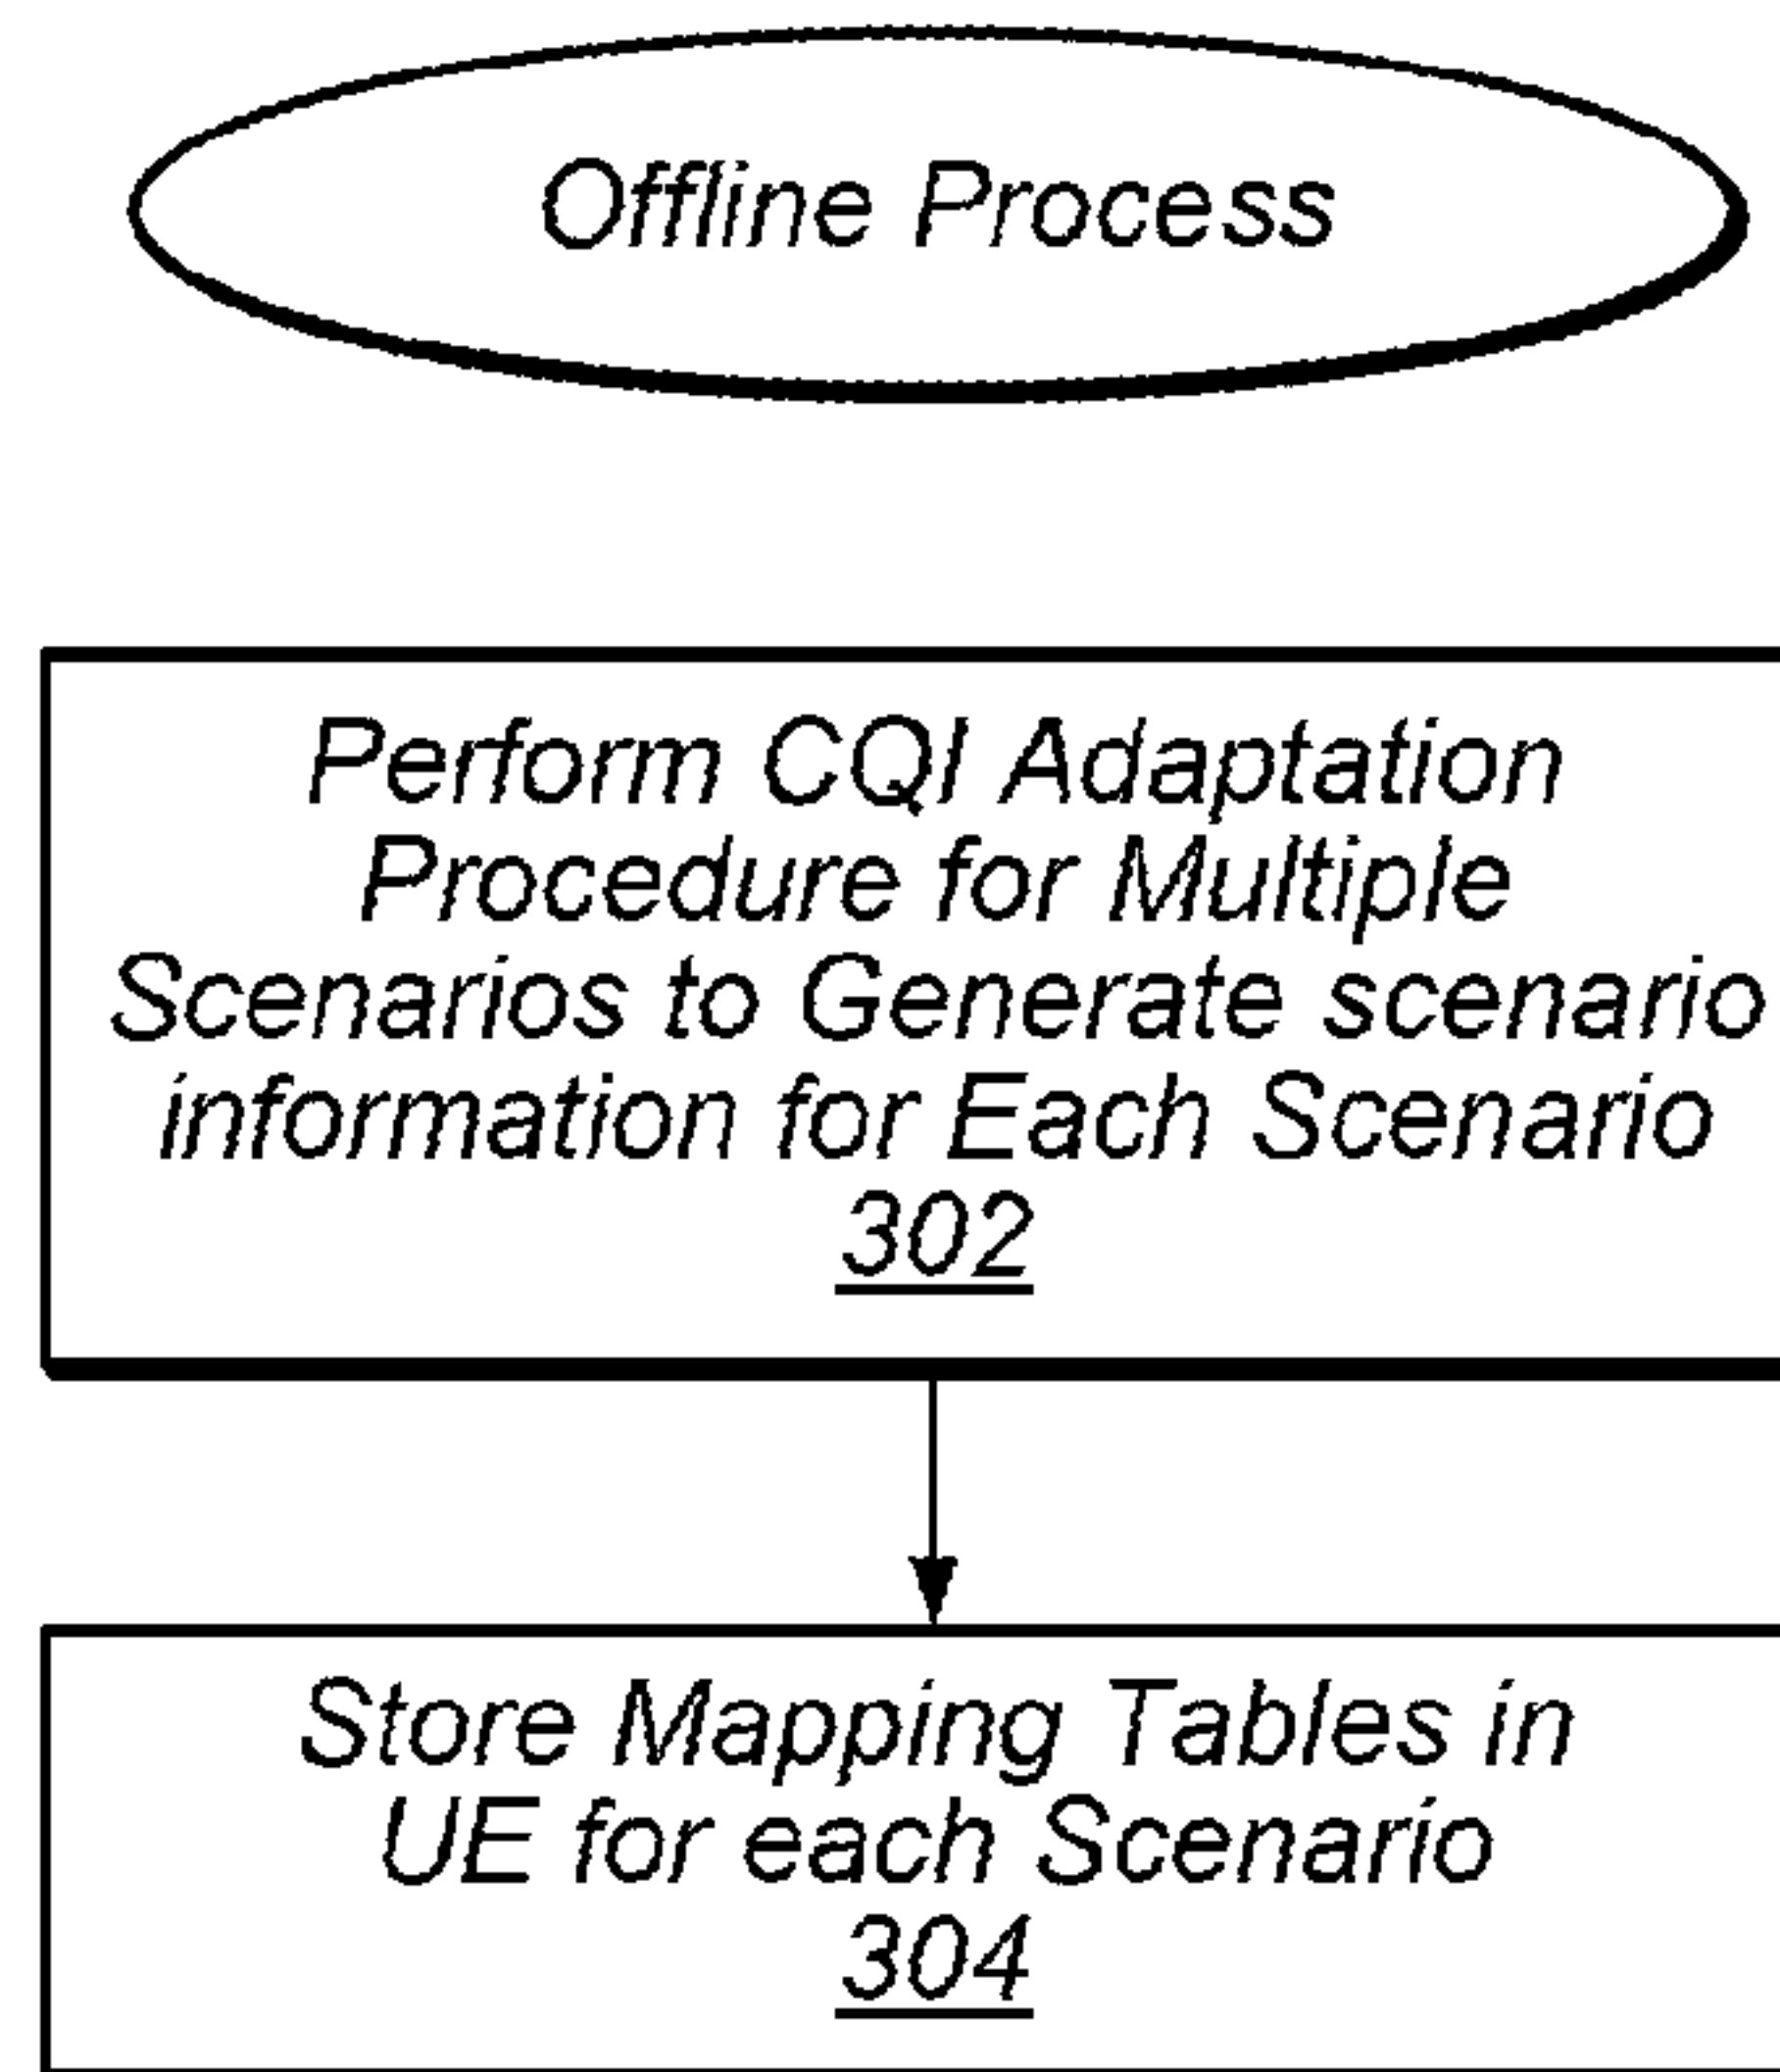 Offline Process
Perform CQI Adaptation
Procedure for Multiple
Scenarios to Generate scenario
information for Each Scenario
302
Store Mapping Tables in
UE for each Scenario
304